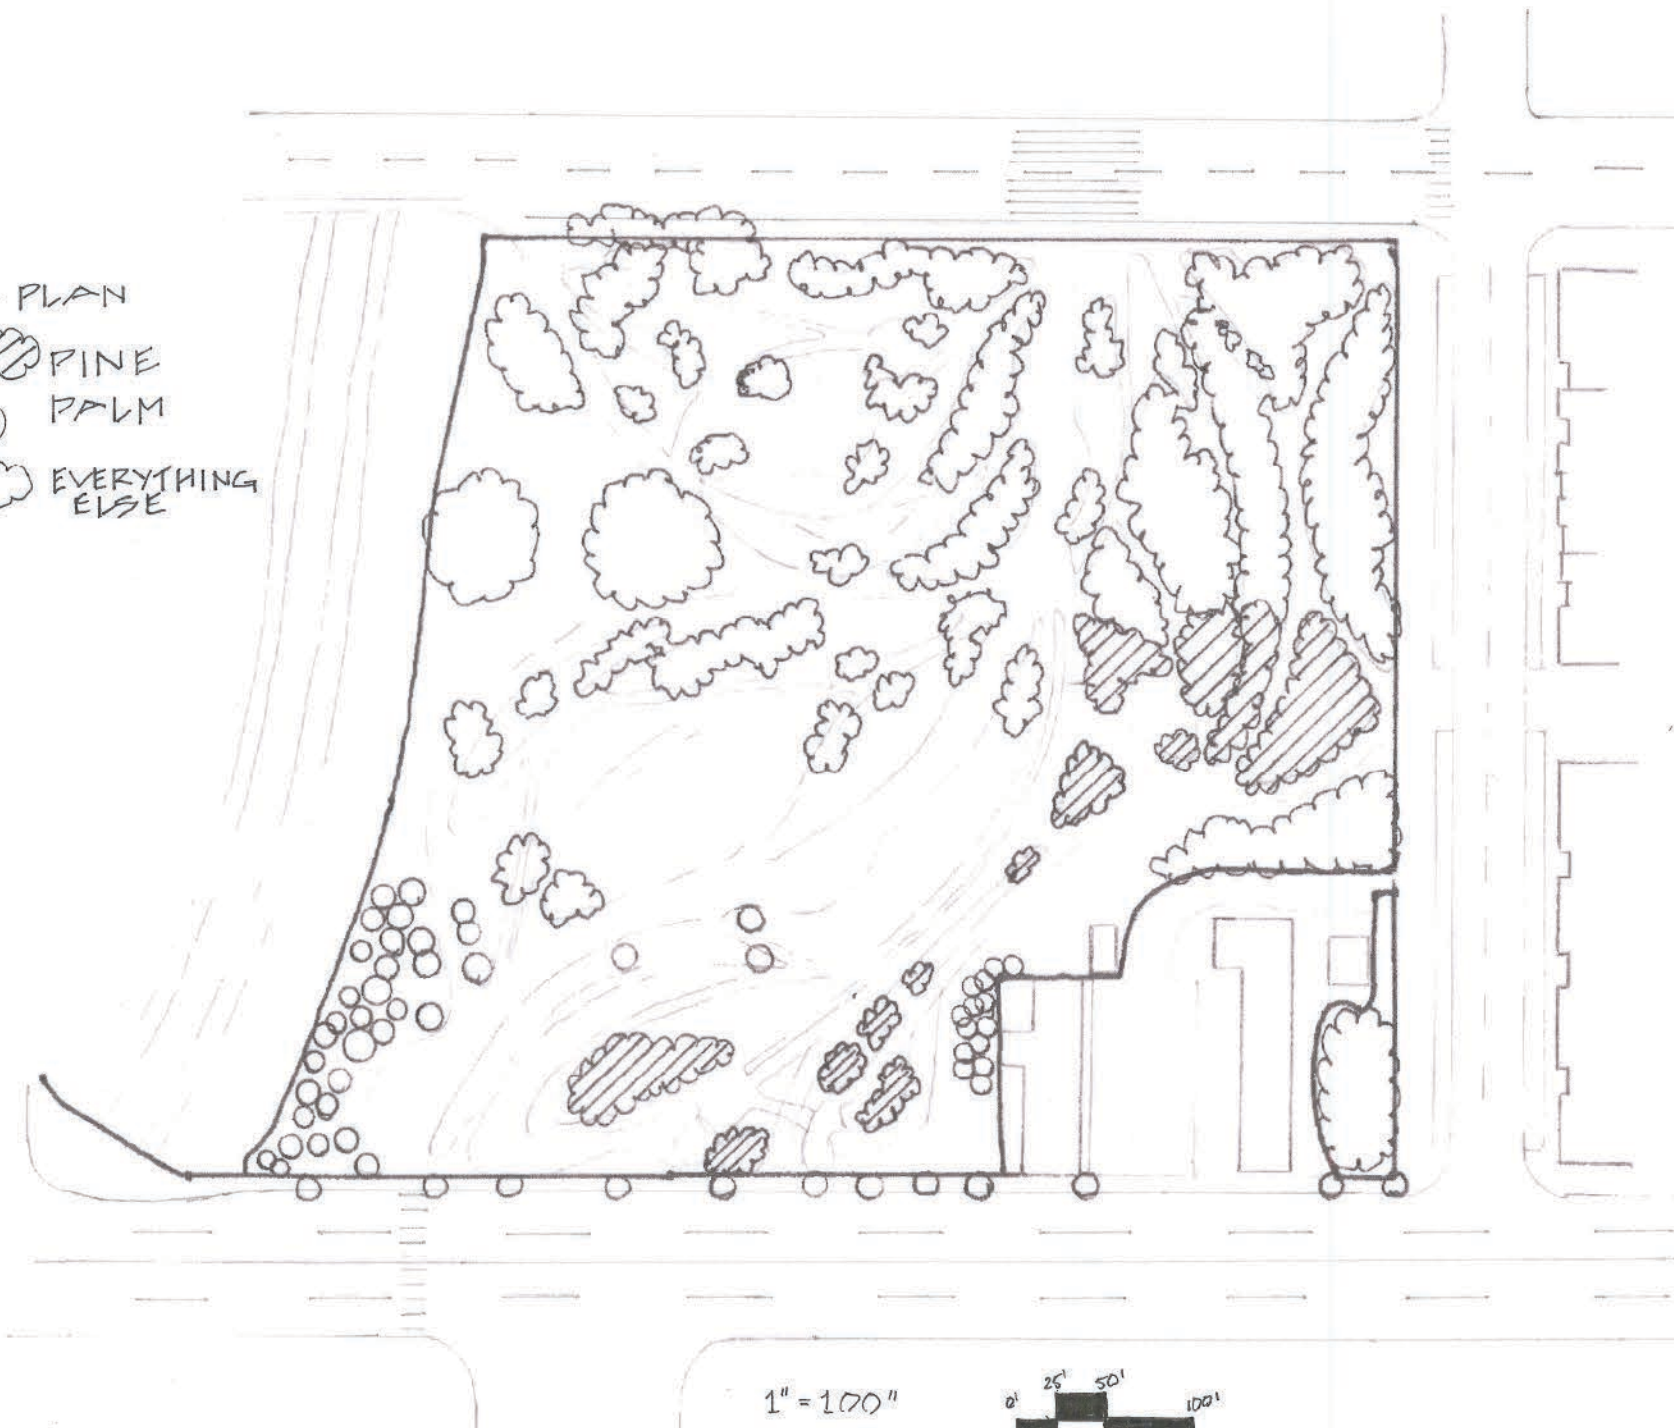 PLAN
PINE
PALM
EVERYTHING
ELSE
1" = 100"
0' 25' 50' 100'